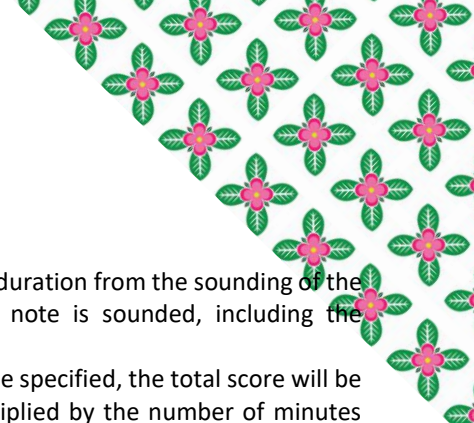 duration from the sounding of the
note is sounded, including the
e specified, the total score will be
iplied by the number of minutes